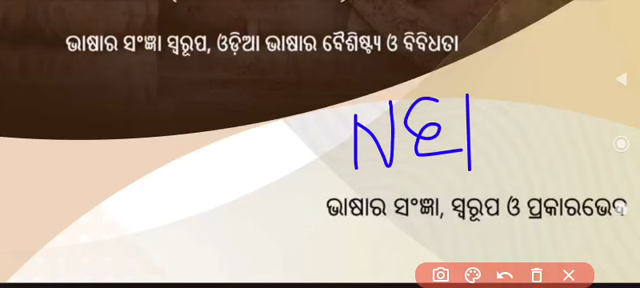 ଭାଷାର ସଂଜ୍ଞା ସ୍ୱରୂପ, ଓଡ଼ିଆ ଭାଷାର ବୈଶିଷ୍ଟ୍ୟ ଓ ବିବିଧତା
ଭାଷାର ସଂଜ୍ଞା, ସ୍ୱରୂପ ଓ ପ୍ରକାରଭେଦ